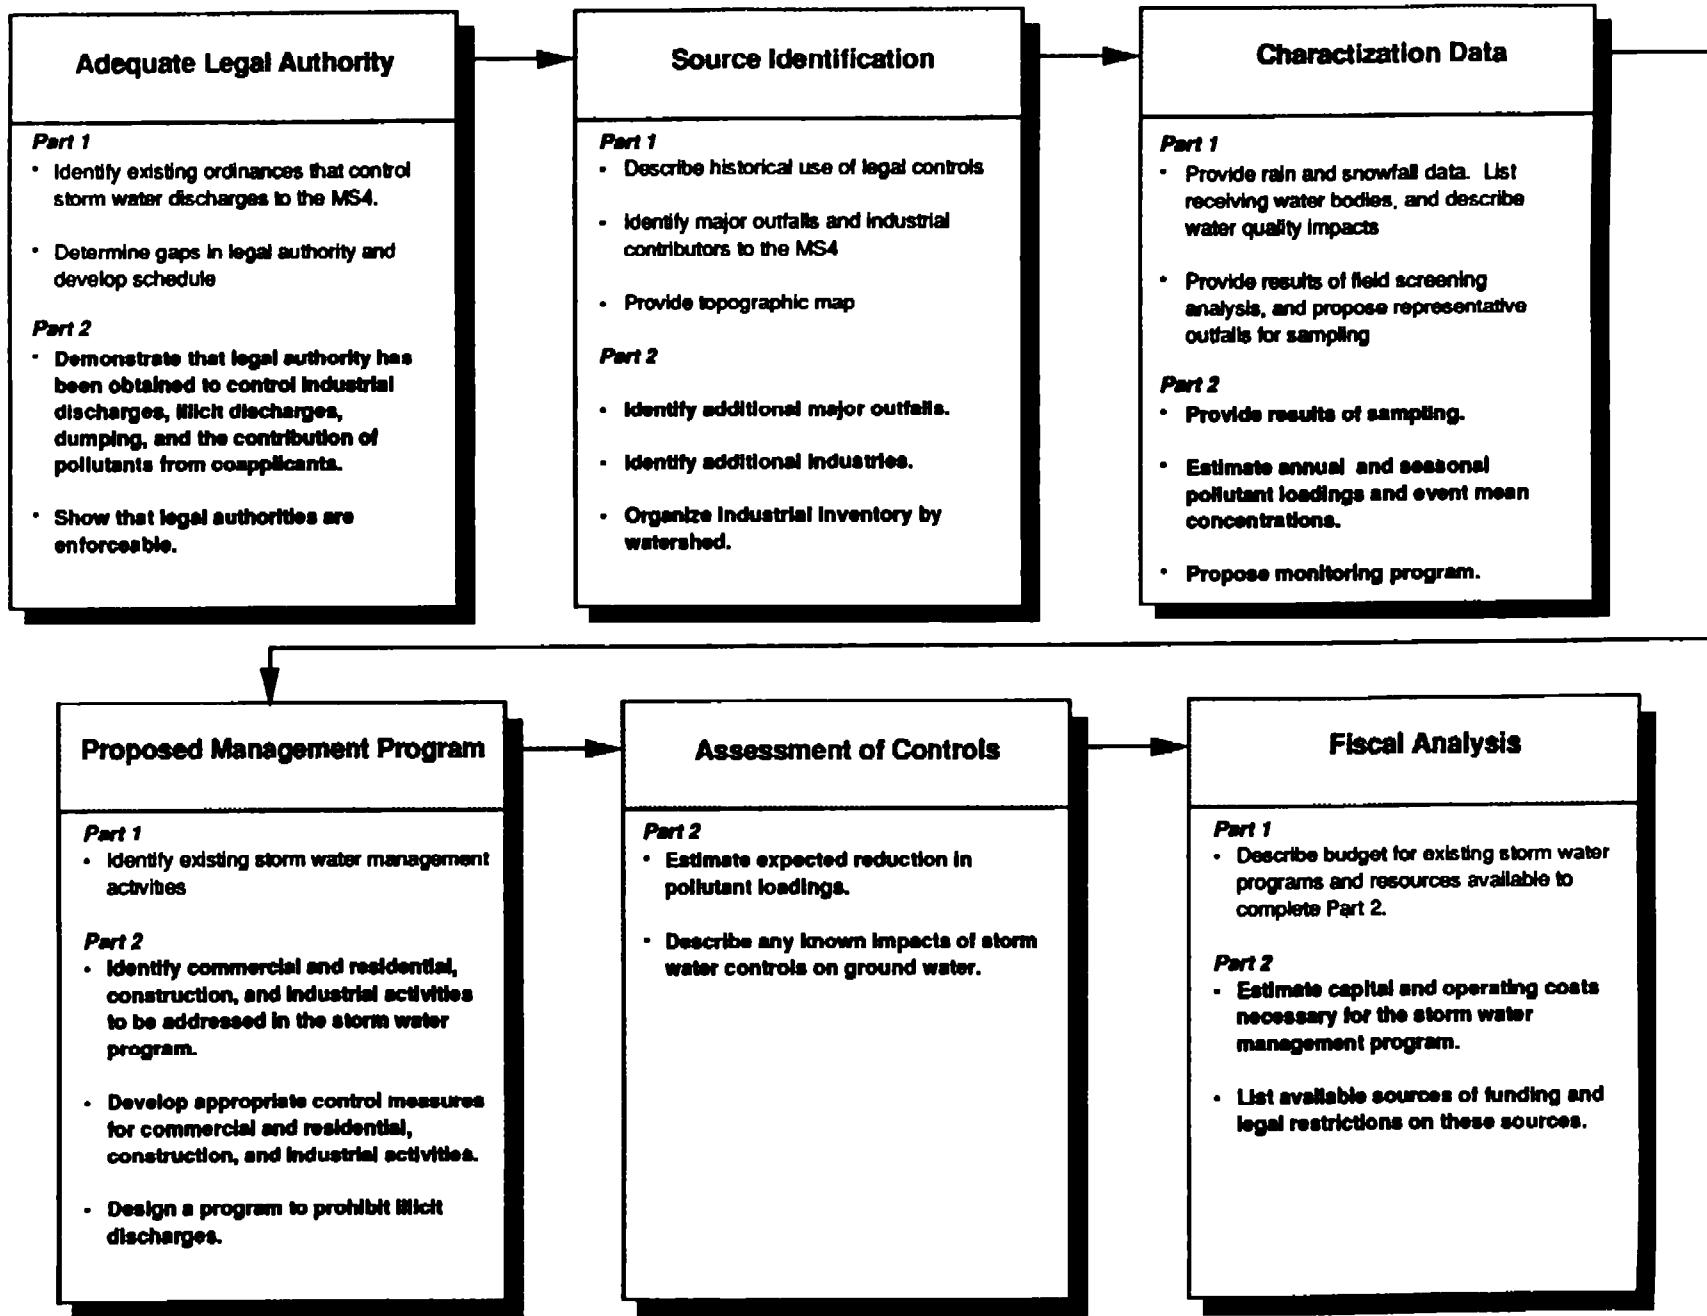 Adequate Legal Authority
Part 1
· Identify existing ordinances that control
storm water discharges to the MS4.
· Determine gaps in legal authority and
develop schedule
Part 2
· Demonstrate that legal authority has
been obtained to control industrial
discharges, illicit discharges,
dumping, and the contribution of
pollutants from coapplicants.
· Show that legal authorities are
enforceable.
Source Identification
Part 1
· Describe historical use of legal controls
· Identify major outfalls and industrial
contributors to the MS4
· Provide topographic map
Part 2
· Identify additional major outfalls.
· Identify additional industries.
· Organize industrial inventory by
watershed.
Charactization Data
Part 1
· Provide rain and snowfall data. List
receiving water bodies, and describe
water quality impacts
· Provide results of field screening
analysis, and propose representative
outfalls for sampling
Part 2
· Provide results of sampling.
· Estimate annual and seasonal
pollutant loadings and event mean
concentrations.
· Propose monitoring program.
Proposed Management Program
Part 1
· Identify existing storm water management
activities
Part 2
· Identify commercial and residential,
construction, and industrial activities
to be addressed in the storm water
program.
· Develop appropriate control measures
for commercial and residential,
construction, and industrial activities.
· Design a program to prohibit illicit
discharges.
Assessment of Controls
Part 2
· Estimate expected reduction in
pollutant loadings.
· Describe any known impacts of storm
water controls on ground water.
Fiscal Analysis
Part 1
· Describe budget for existing storm water
programs and resources available to
complete Part 2.
Part 2
· Estimate capital and operating costs
necessary for the storm water
management program.
· List available sources of funding and
legal restrictions on these sources.